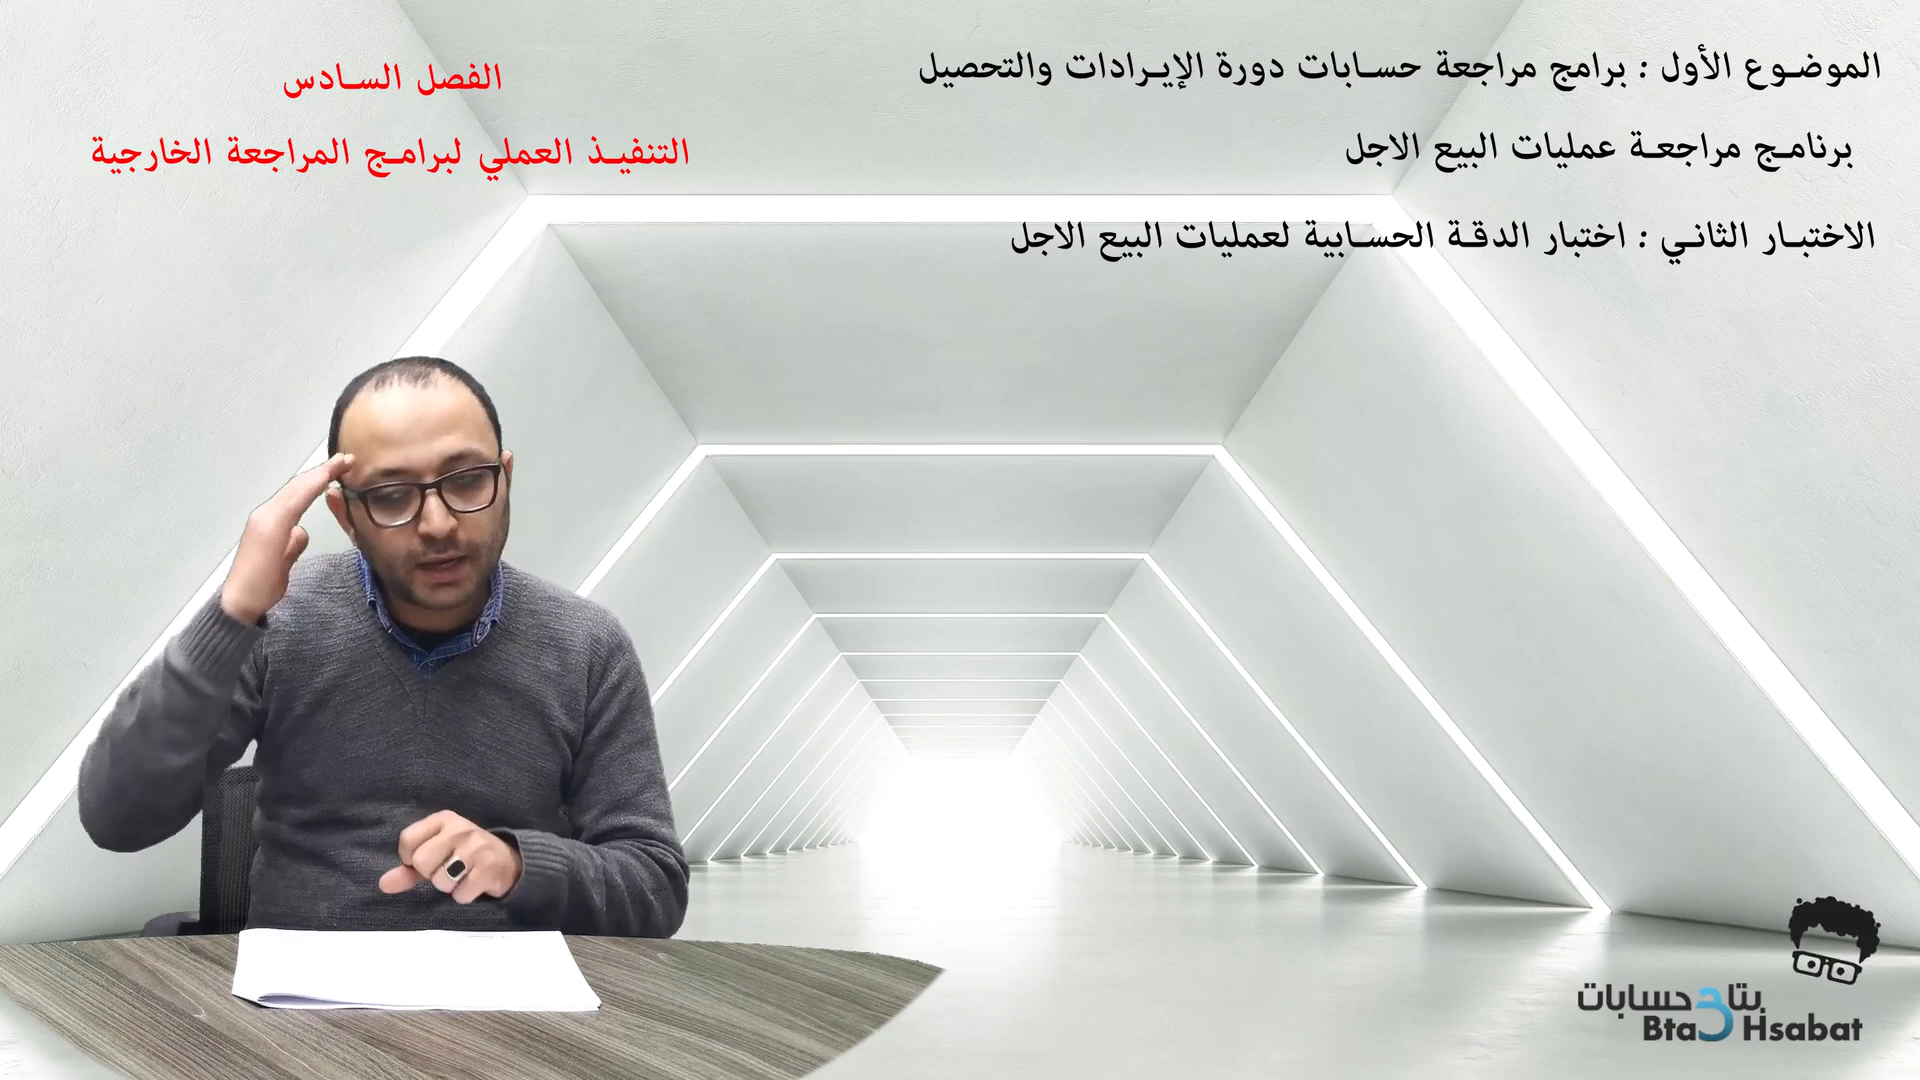 الموضوع الأول : برامج مراجعة حسابات دورة الإيرادات والتحصيل
برنامج مراجعة عمليات البيع الاجل
الاختبار الثاني : اختبار الدقة الحسابية لعمليات البيع الاجل
الفصل السادس
التنفيذ العملي لبرامج المراجعة الخارجية
بتاع حسابات
Bta3 Hsabat